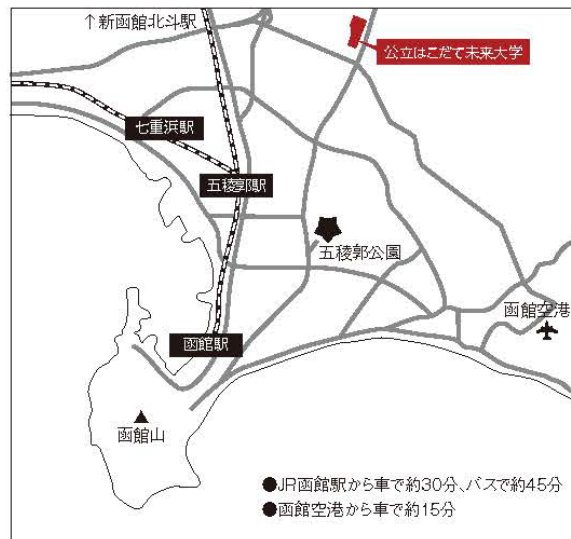 ↑新函館北斗駅
公立はこだて未来大学
七重浜駅
五稜郭駅
五稜郭公園
函館空港
函館駅
函館山
●JR函館駅から車で約30分、バスで約45分
●函館空港から車で約15分